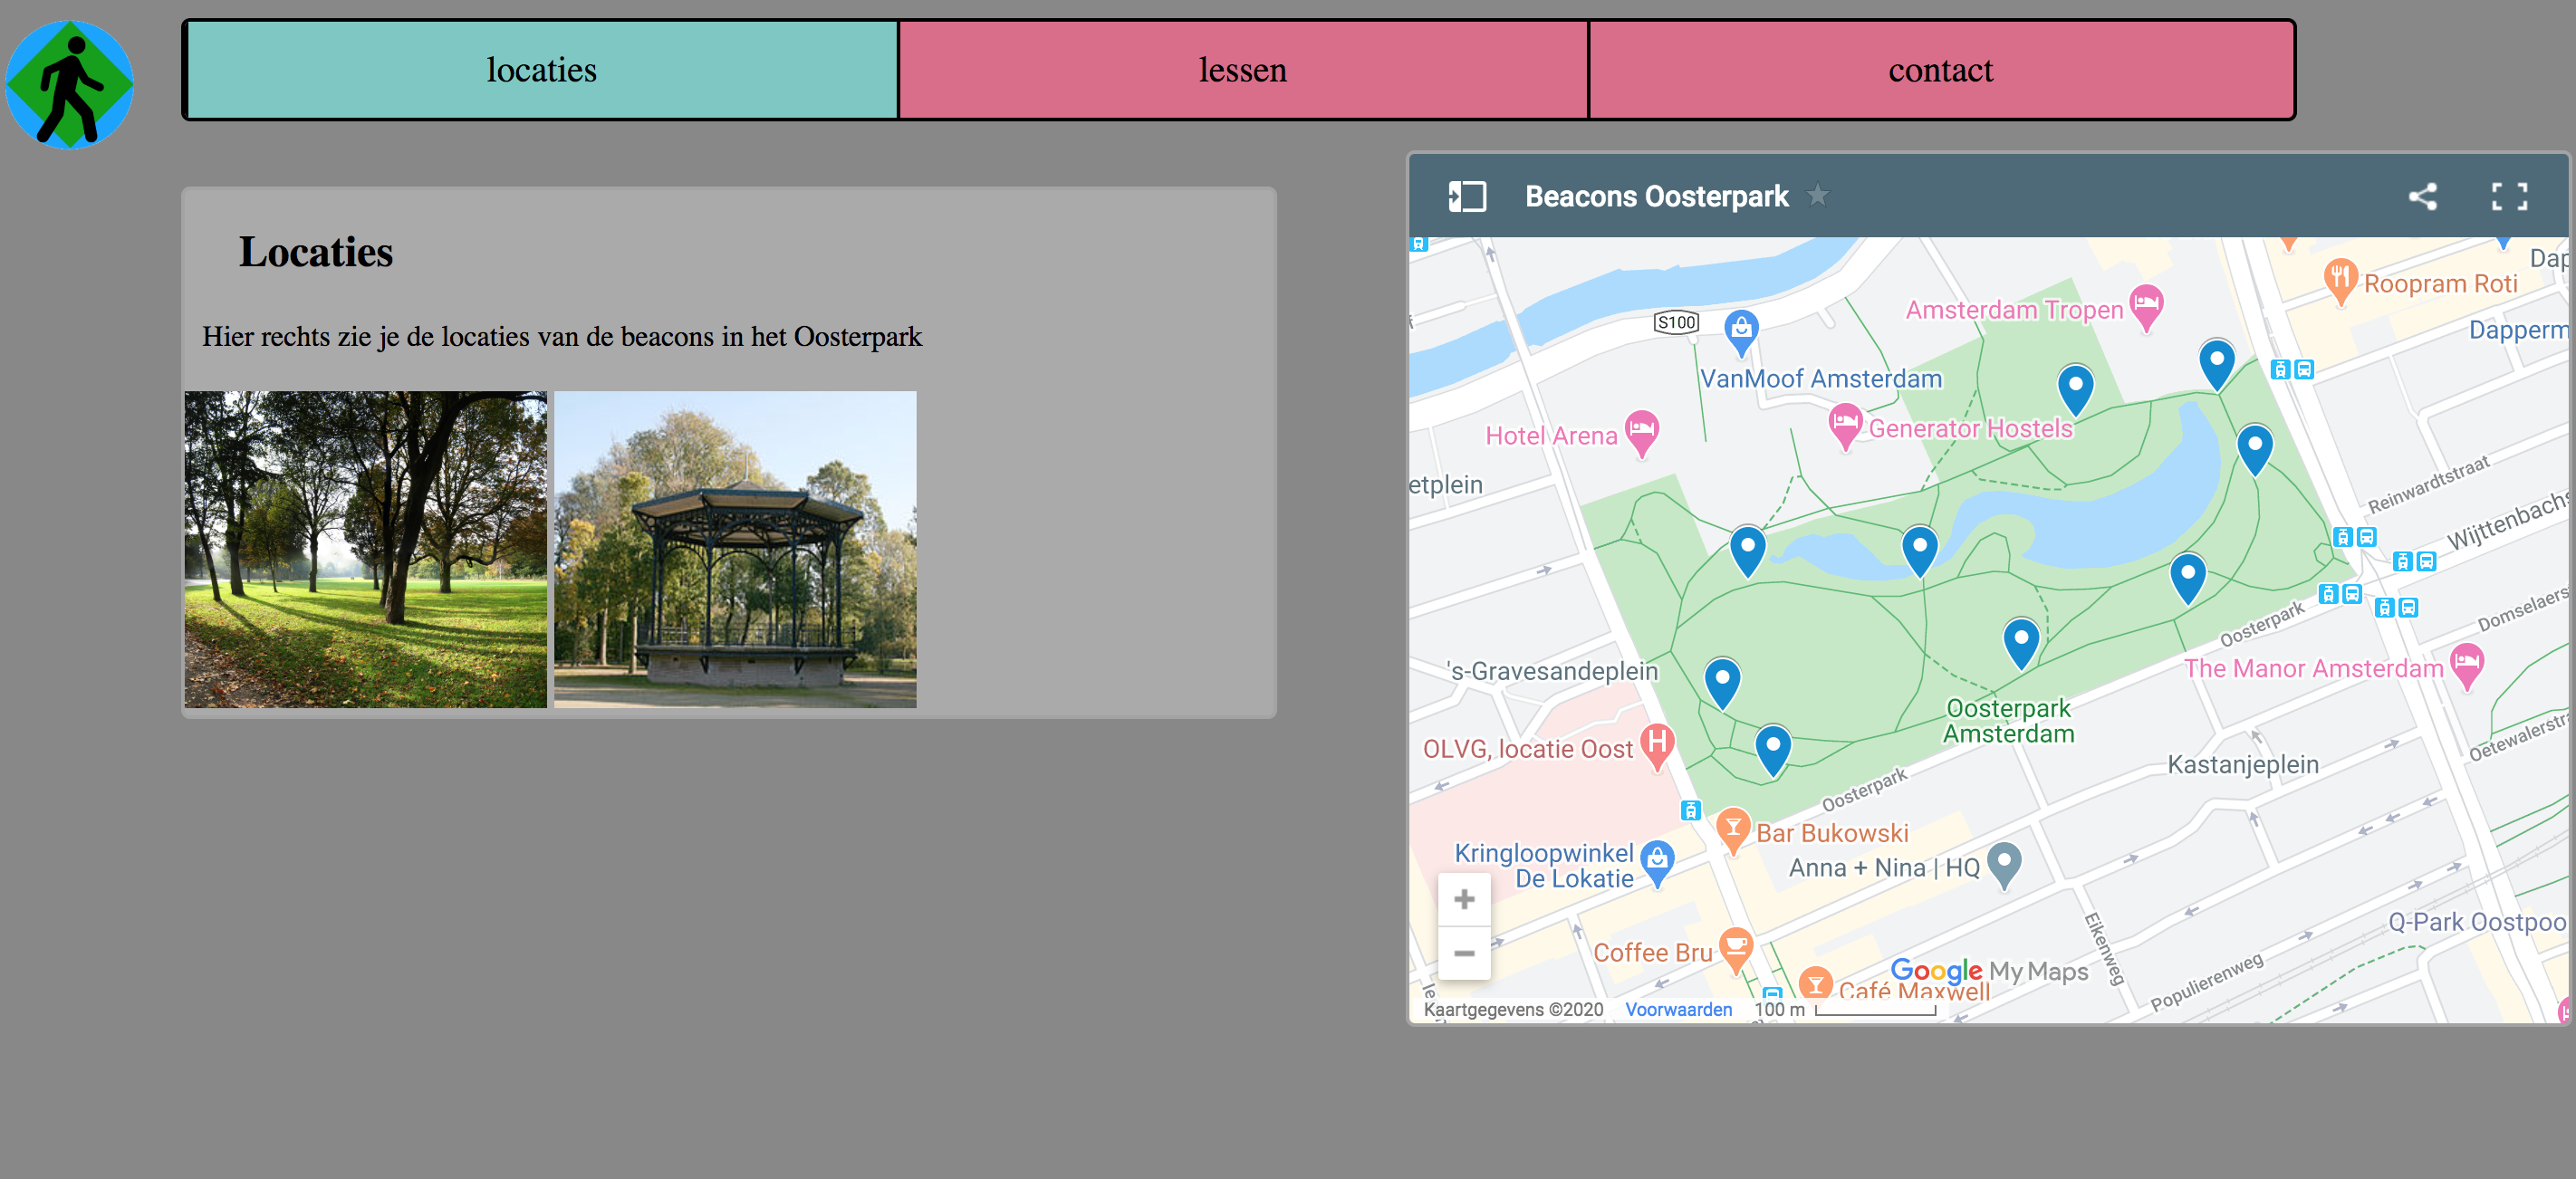 locaties
lessen
contact
Locaties
Hier rechts zie je de locaties van de beacons in het Oosterpark
Beacons Oosterpark
Dap
Roopram Roti
Amsterdam Tropen
S100
Dapperm
VanMoof Amsterdam
Hotel Arena
Generator Hostels
etplein
Reinwardtstraat
Wijttenbachs
Domselaers
Oosterpark
's-Gravesandeplein
The Manor Amsterdam
Oosterpark
Amsterdam
Oetewalerstra
OLVG, locatie Oost
H
Kastanjeplein
Oosterpark
Bar Bukowski
Kringloopwinkel
De Lokatie
Anna + Nina | HQ
Q-Park Oostpoo
Eikenweg
Coffee Bru
Google My Maps
Populierenweg
Café Maxwell
Kaartgegevens ©2020
Voorwaarden
100 m